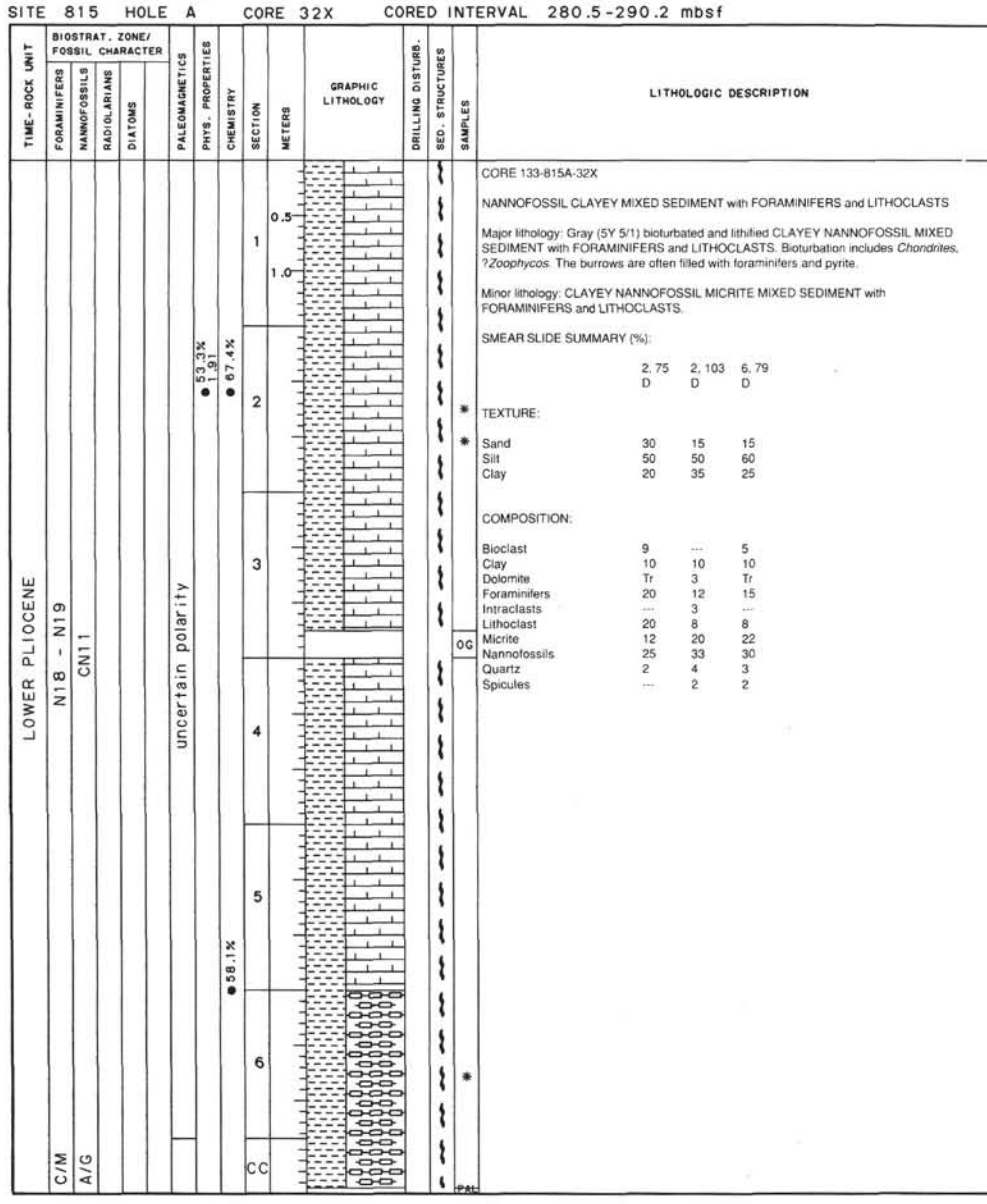 SITE 815 HOLE A CORE 32X CORED INTERVAL 280.5-290.2 mbsf
TIME-ROCK UNIT
BIOSTRAT. ZONE/
FOSSIL CHARACTER
FORAMINIFERS
NANNOFOSSILS
RADIOLARIANS
DIATOMS
PALEOMAGNETICS
PHYS. PROPERTIES
CHEMISTRY
SECTION
METERS
GRAPHIC
LITHOLOGY
DRILLING DISTURB.
SED. STRUCTURES
SAMPLES
LITHOLOGIC DESCRIPTION
LOWER PLIOCENE
N18 - N19
C/M
CN11
A/G
uncertain polarity
53.3%
1.91
67.4%
58.1%
1
2
3
4
5
6
CC
0.5
1.0
*
*
OG
*
PAL
CORE 133-815A-32X
NANNOFOSSIL CLAYEY MIXED SEDIMENT with FORAMINIFERS and LITHOCLASTS
Major lithology: Gray (5Y 5/1) bioturbated and lithified CLAYEY NANNOFOSSIL MIXED
SEDIMENT with FORAMINIFERS and LITHOCLASTS. Bioturbation includes Chondrites,
?Zoophycos. The burrows are often filled with foraminifers and pyrite.
Minor lithology: CLAYEY NANNOFOSSIL MICRITE MIXED SEDIMENT with
FORAMINIFERS and LITHOCLASTS.
SMEAR SLIDE SUMMARY (%):
2, 75 2, 103 6, 79
D D D
TEXTURE:
Sand 30 15 15
Silt 50 50 60
Clay 20 35 25
COMPOSITION:
Bioclast 9 --- 5
Clay 10 10 10
Dolomite Tr 3 Tr
Foraminifers 20 12 15
Intraclasts --- 3 ---
Lithoclast 20 8 8
Micrite 12 20 22
Nannofossils 25 33 30
Quartz 2 4 3
Spicules --- 2 2